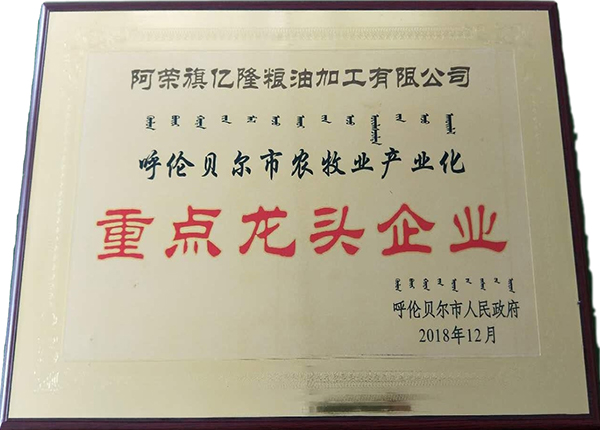 阿荣旗亿隆粮油加工有限公司
呼伦贝尔市农牧业产业化
重点龙头企业
呼伦贝尔市人民政府
2018年12月